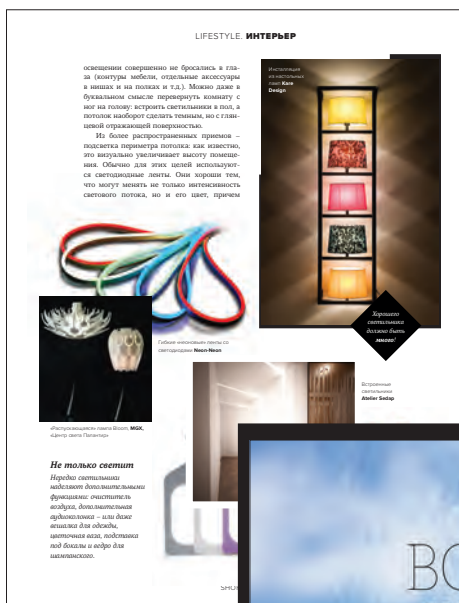 LIFESTYLE. ИНТЕРЬЕР
освещении совершенно не бросались в гла-
за (контуры мебели, отдельные аксессуары
в нишах и на полках и т.д.). Можно даже в
буквальном смысле перевернуть комнату с
ног на голову: встроить светильники в пол, а
потолок наоборот сделать темным, но с глян-
цевой отражающей поверхностью.
Из более распространенных приемов –
подсветка периметра потолка: как известно,
это визуально увеличивает высоту помеще-
ния. Обычно для этих целей используют-
ся светодиодные ленты. Они хороши тем,
что могут менять не только интенсивность
светового потока, но и его цвет, причем
Инсталляция
из настольных
ламп Kare
Design
Хорошего
светильника
должно быть
много!
Гибкие «неоновые» ленты со
светодиодами Neon-Neon
Встроенные
светильники
Atelier Sedap
«Распускающаяся» лампа Bloom, MGX,
«Центр света Палантир»
Не только светит
Нередко светильники
наделяют дополнительными
функциями: очиститель
воздуха, дополнительная
аудиоколонка – или даже
вешалка для одежды,
цветочная ваза, подставка
под бокалы и ведро для
шампанского.